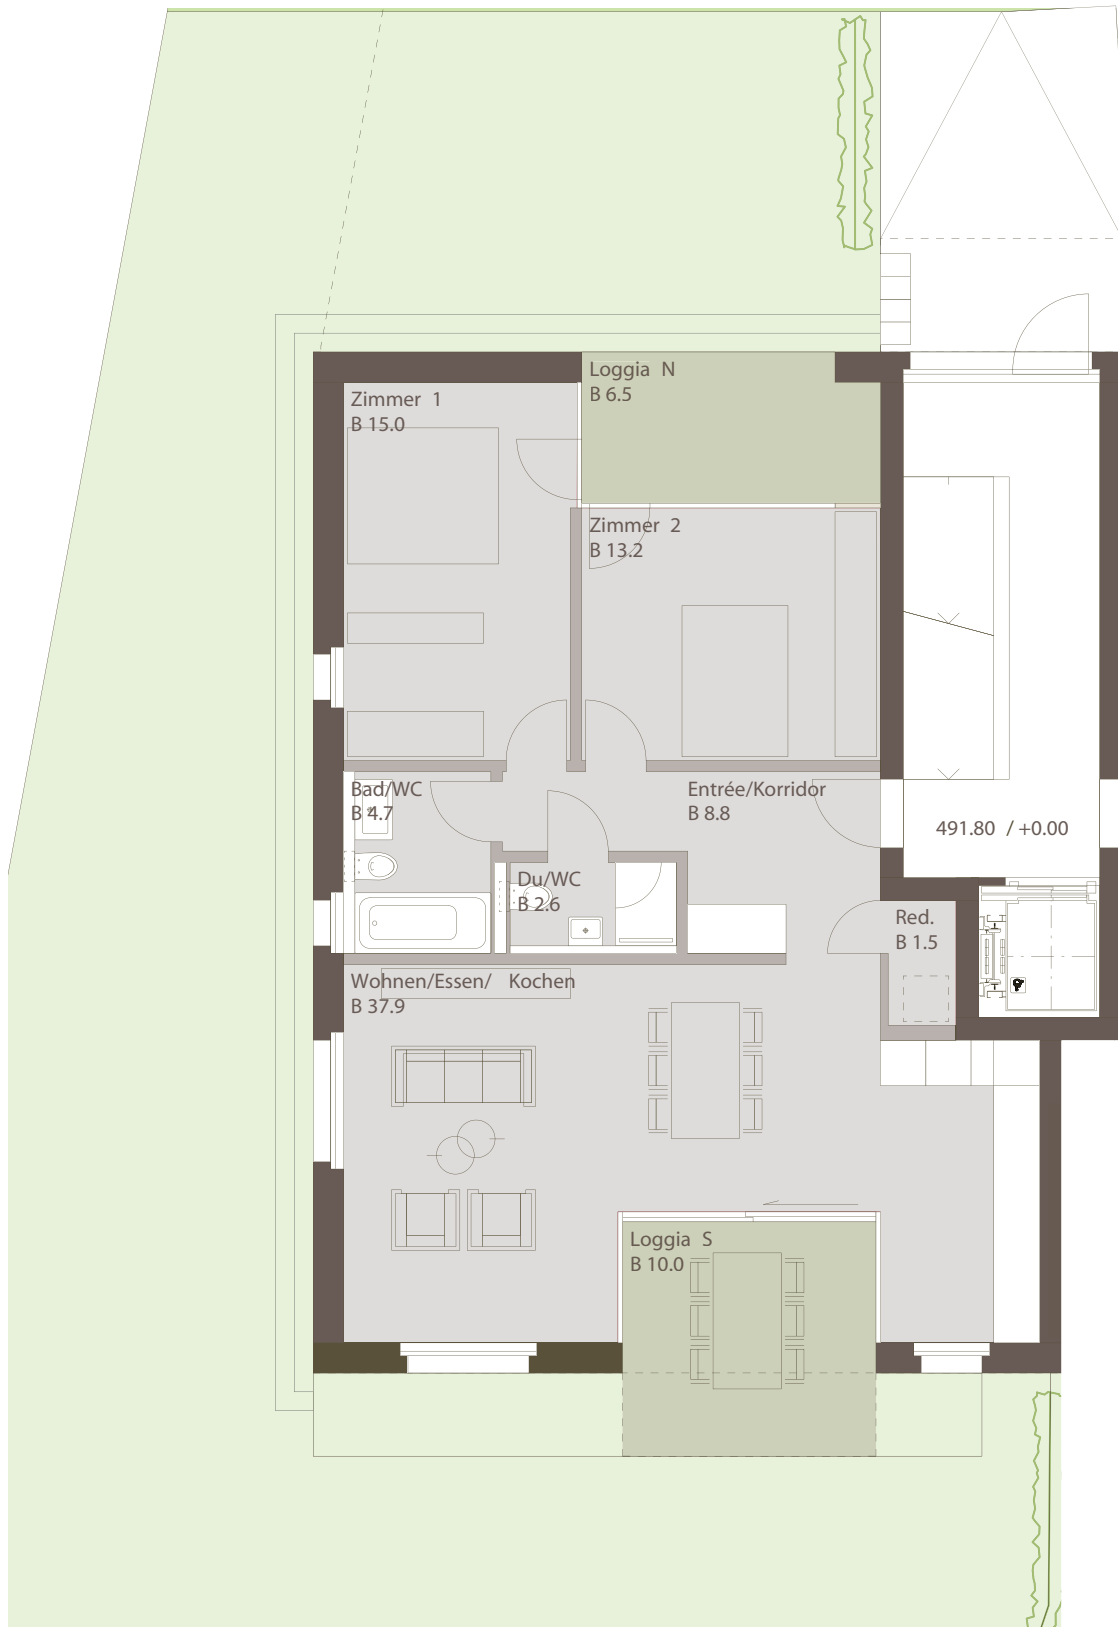 Loggia N
B 6.5
Zimmer 1
B 15.0
Zimmer 2
B 13.2
Bad/WC
B 4.7
Entrée/Korridor
B 8.8
491.80 / +0.00
Du/WC
B 2.6
Red.
B 1.5
Wohnen/Essen/ Kochen
B 37.9
Loggia S
B 10.0